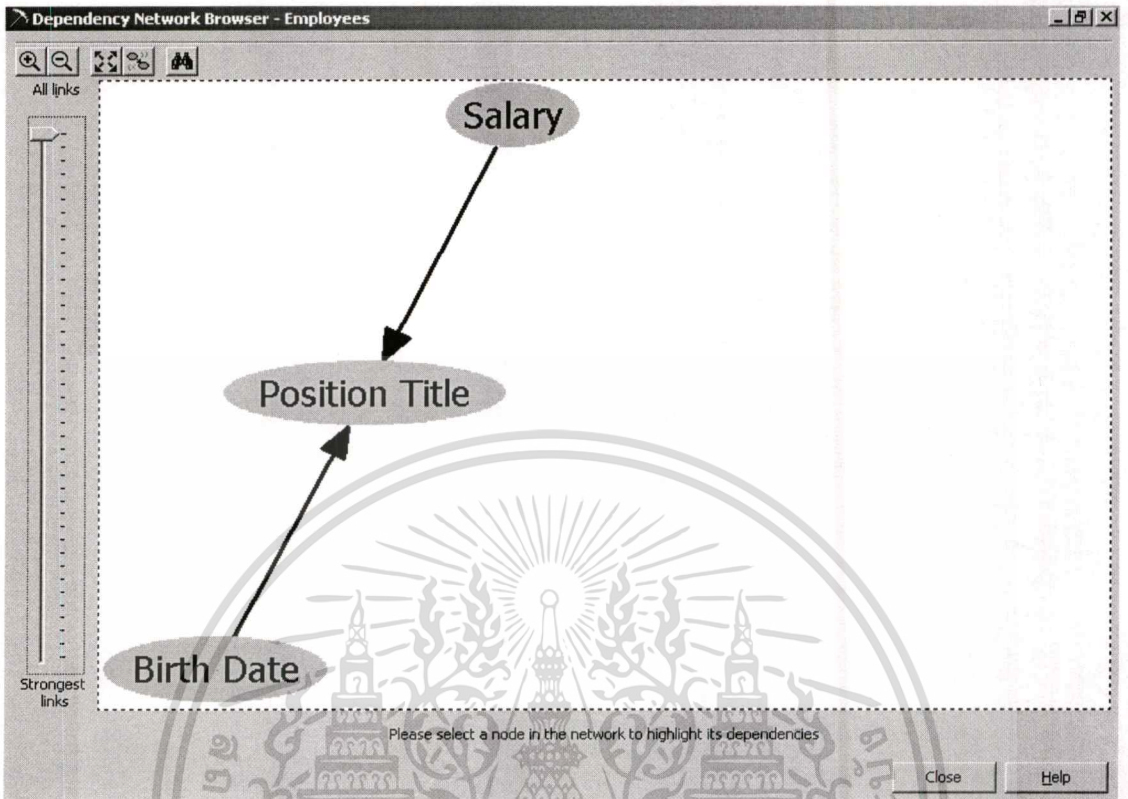 Dependency Network Browser - Employees
All links
Salary
Position Title
Birth Date
Strongest
links
Please select a node in the network to highlight its dependencies
Close
Help